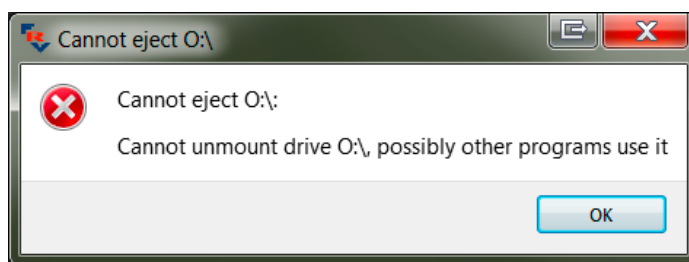 Cannot eject O:\
Cannot eject O:\:
Cannot unmount drive O:\, possibly other programs use it
OK